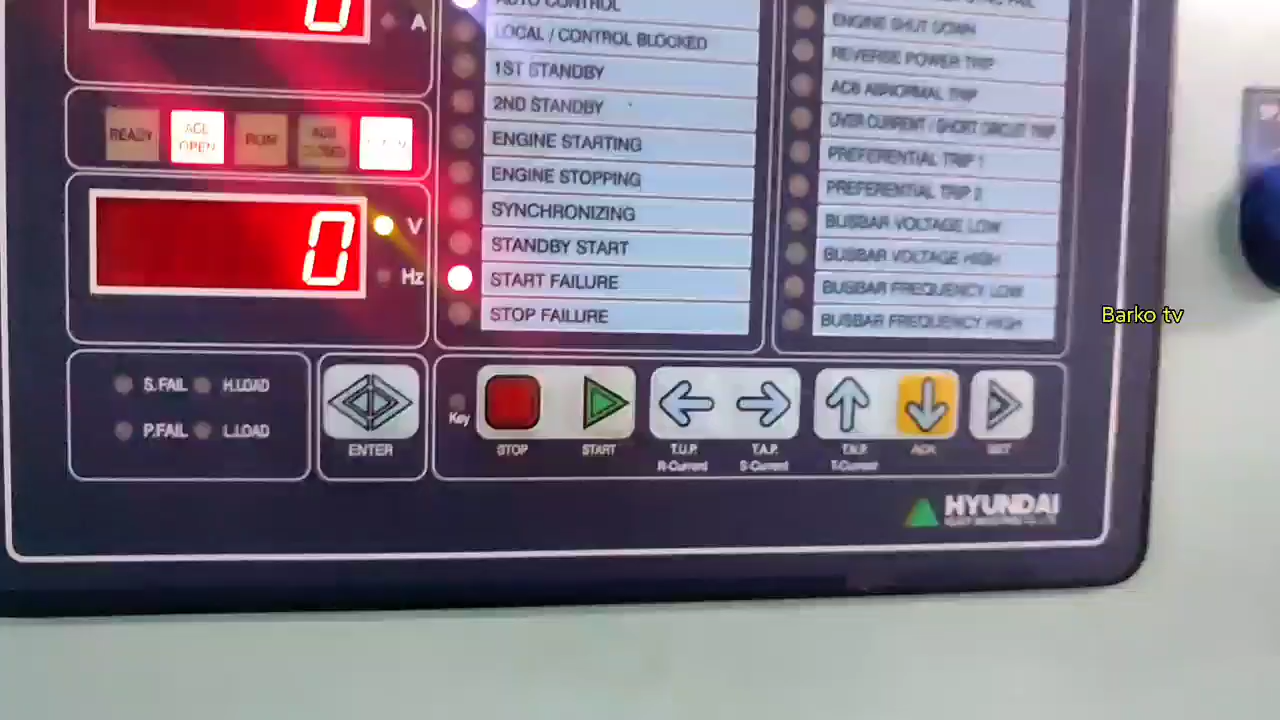 0
A
AUTO CONTROL
LOCAL / CONTROL BLOCKED
1ST STANDBY
2ND STANDBY
ENGINE STARTING
ENGINE STOPPING
SYNCHRONIZING
STANDBY START
START FAILURE
STOP FAILURE
FAIL
ENGINE SHUT DOWN
REVERSE POWER TRIP
ACB ABNORMAL TRIP
OVER CURRENT / SHORT CIRCUIT TRIP
PREFERENTIAL TRIP 1
PREFERENTIAL TRIP 2
BUSBAR VOLTAGE LOW
BUSBAR VOLTAGE HIGH
BUSBAR FREQUENCY LOW
BUSBAR FREQUENCY HIGH
READY
OPEN
RUN
CLOSED
0
V
Hz
S.FAIL
H.LOAD
P.FAIL
L.LOAD
ENTER
Key
STOP
START
T.U.P.
R-Current
T.A.P.
S-Current
T-Current
ACK
HYUNDAI
Barko tv